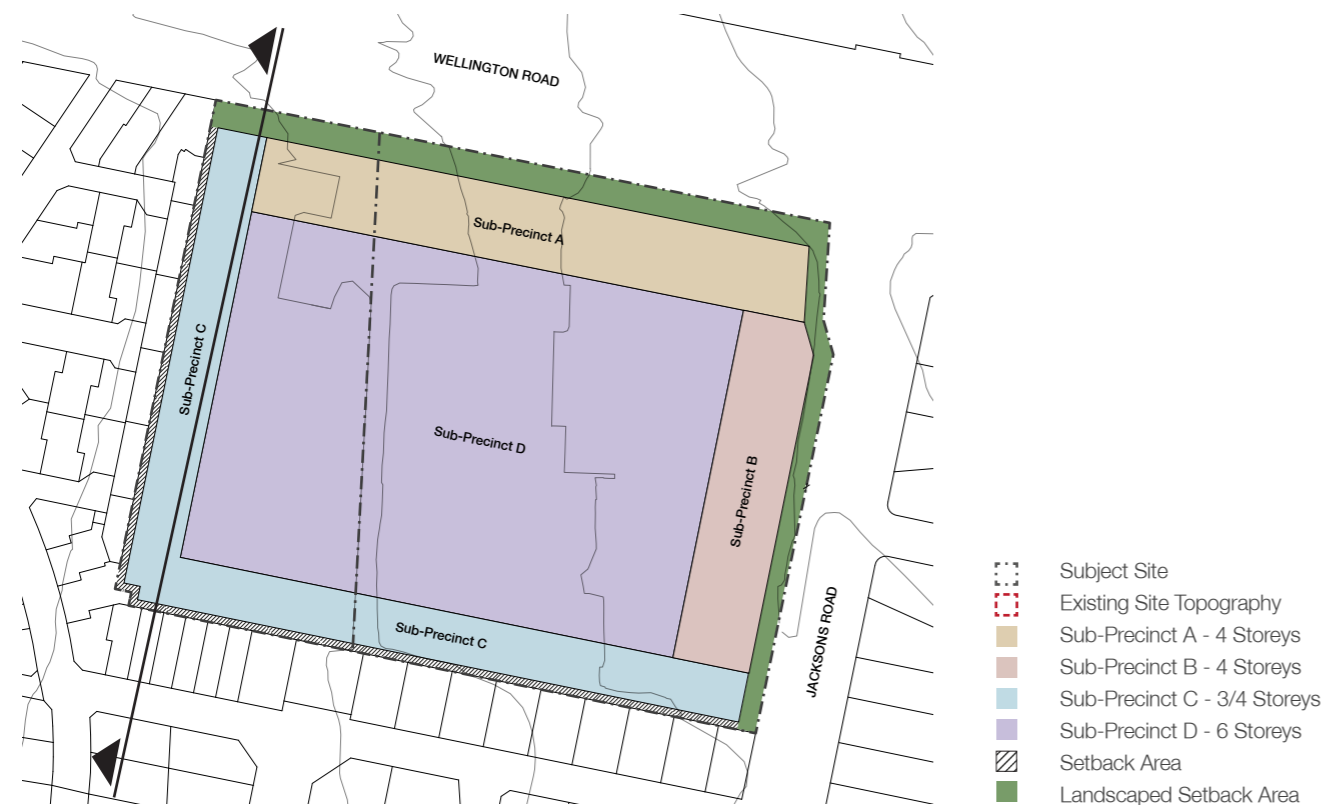 WELLINGTON ROAD
Sub-Precinct A
Sub-Precinct C
Sub-Precinct D
Sub-Precinct B
Sub-Precinct C
JACKSONS ROAD
Subject Site
Existing Site Topography
Sub-Precinct A - 4 Storeys
Sub-Precinct B - 4 Storeys
Sub-Precinct C - 3/4 Storeys
Sub-Precinct D - 6 Storeys
Setback Area
Landscaped Setback Area